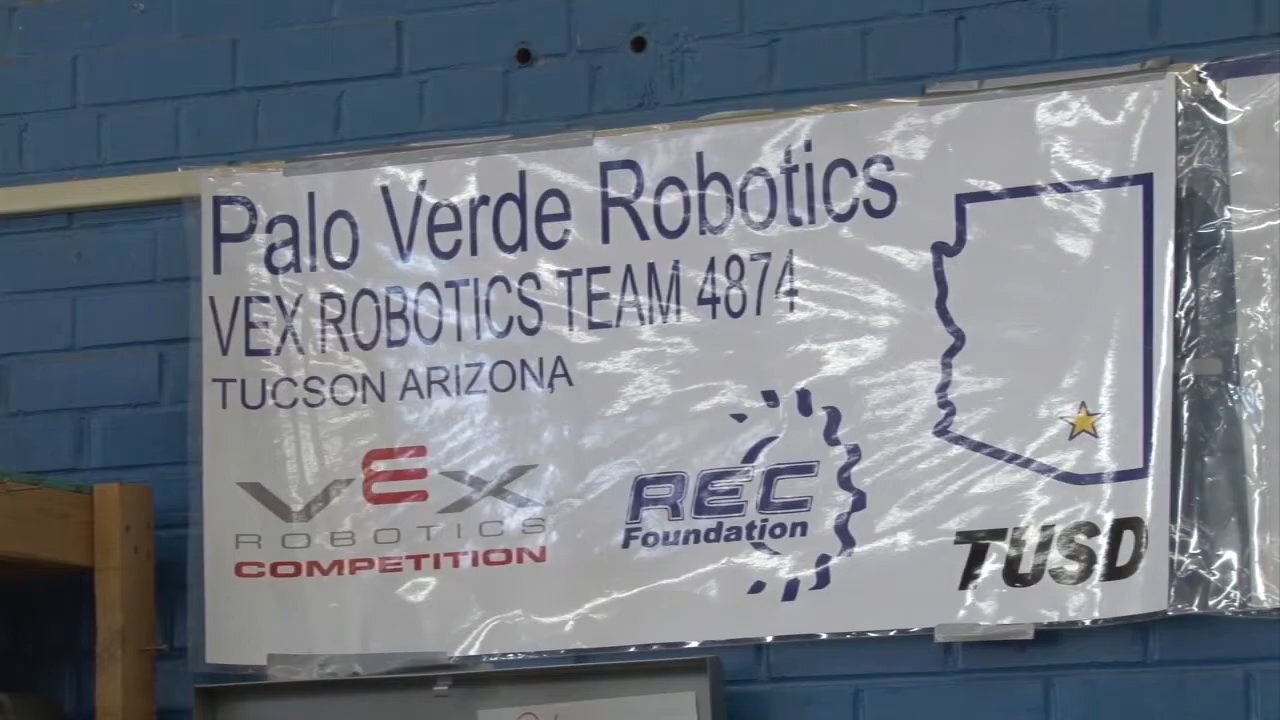 Palo Verde Robotics
VEX ROBOTICS TEAM 4874
TUCSON ARIZONA
VEX
ROBOTICS
COMPETITION
REC
Foundation
TUSD